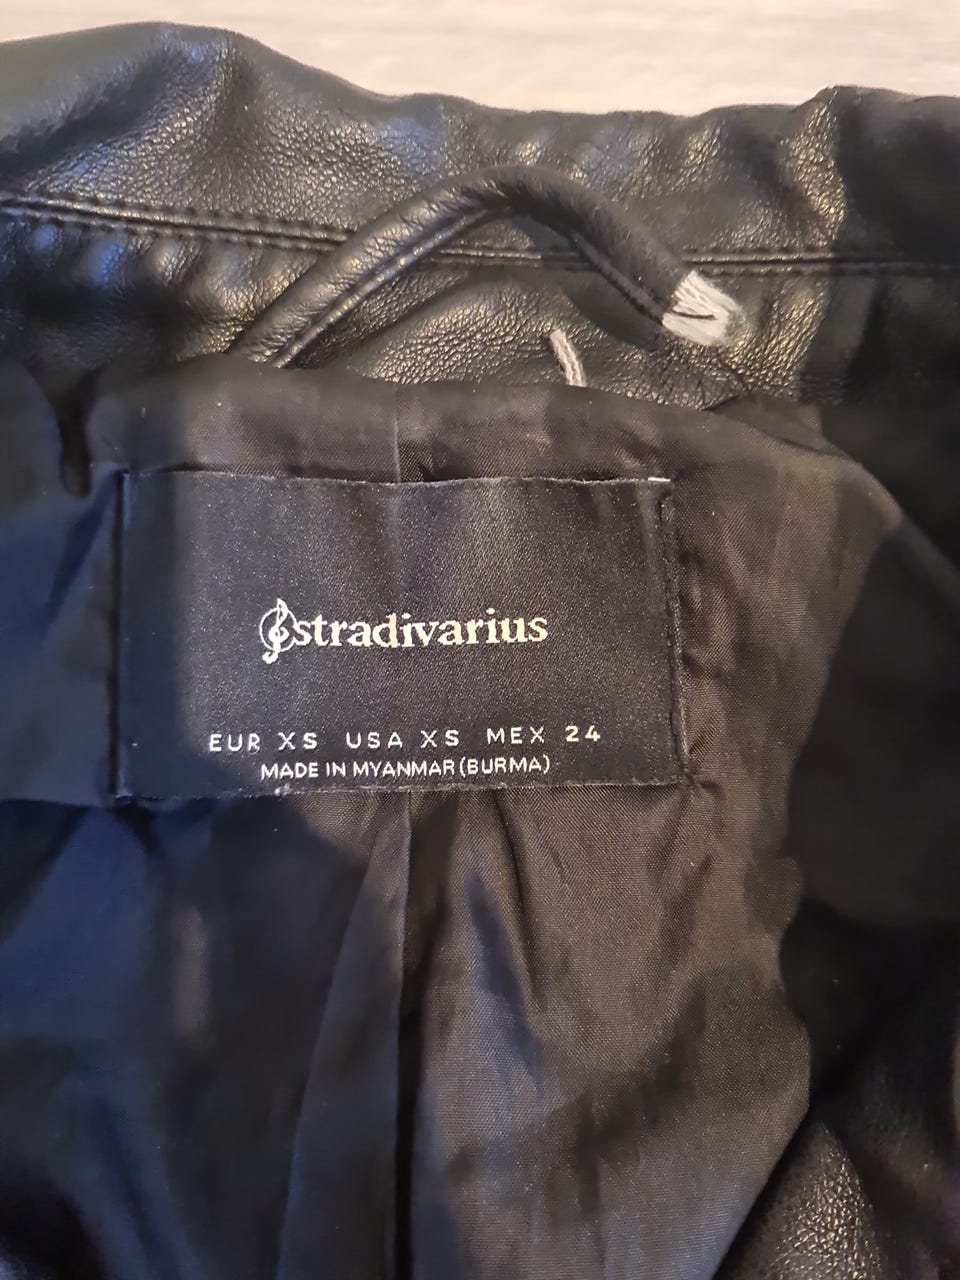 stradivarius
EUR XS USA XS MEX 24
MADE IN MYANMAR (BURMA)